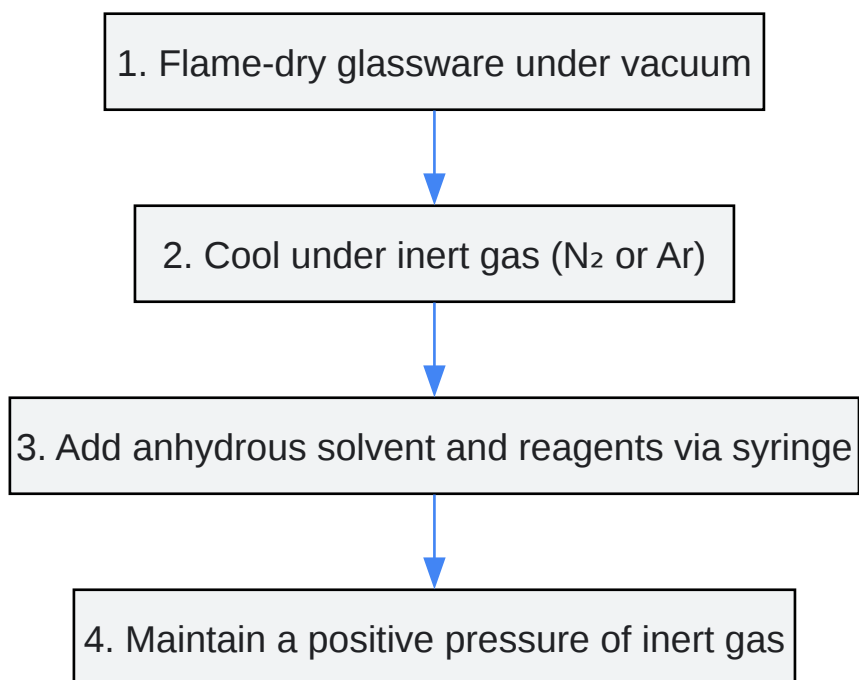 1. Flame-dry glassware under vacuum
2. Cool under inert gas (N₂ or Ar)
3. Add anhydrous solvent and reagents via syringe
4. Maintain a positive pressure of inert gas